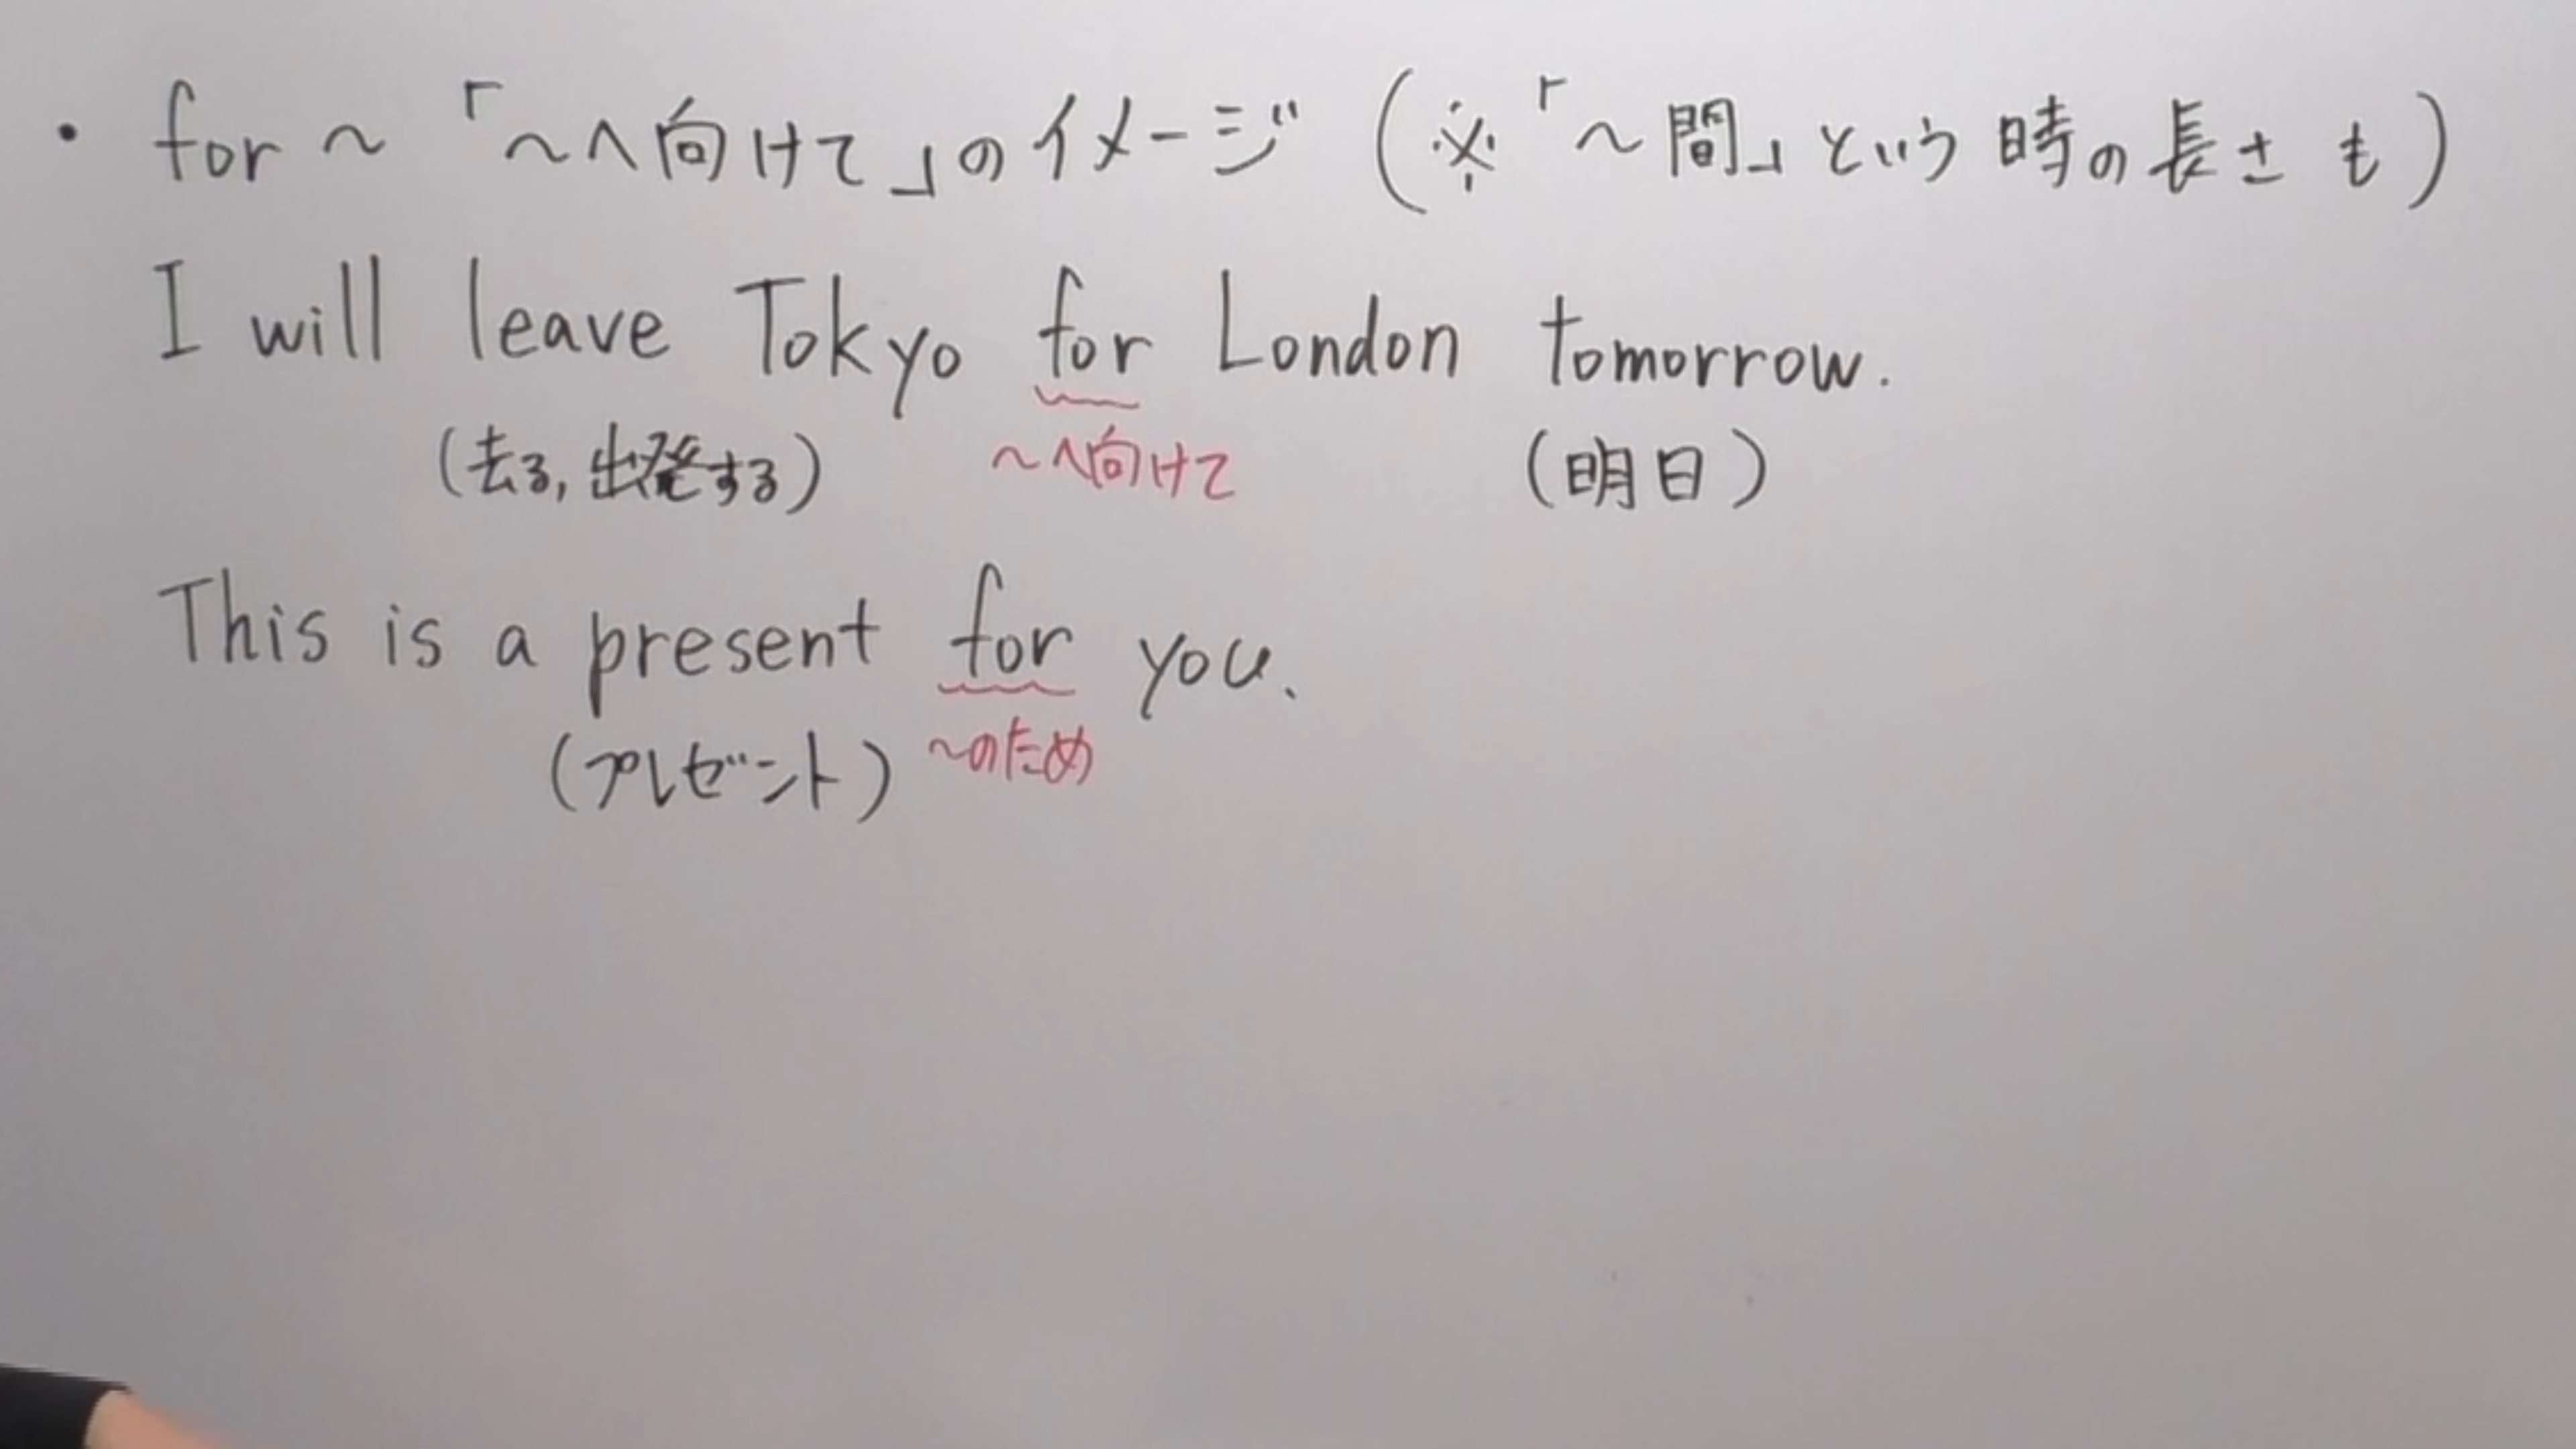 ・ for ～ 「～へ向けて」のイメージ (※「～間」という時の長さも)
I will leave Tokyo for London tomorrow.
(去る, 出発する) ～へ向けて (明日)
This is a present for you.
(プレゼント) ～のため